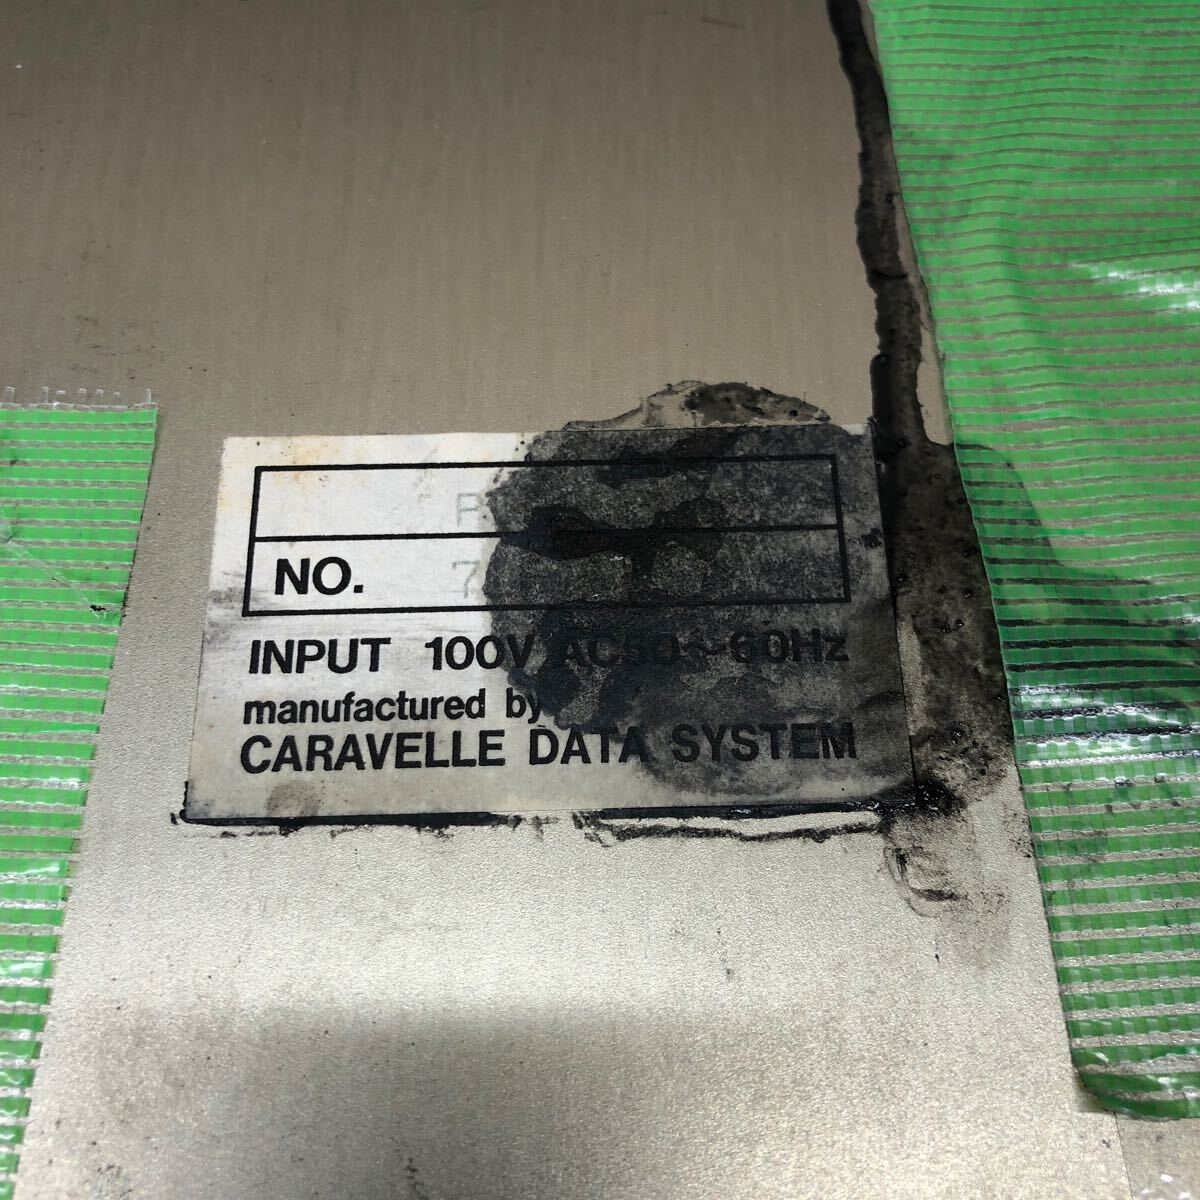 NO.
INPUT 100V AC50~60Hz
manufactured by
CARAVELLE DATA SYSTEM